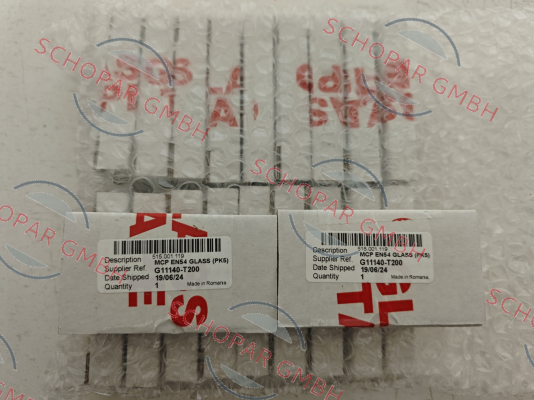 SCHOPAR GMBH
SCHOPAR GMBH
515.001.119
Description MCP EN54 GLASS (PK5)
Supplier Ref. G11140-T200
Date Shipped 19/06/24
Quantity 1 Made in Romania
515.001.119
Description MCP EN54 GLASS (PK5)
Supplier Ref. G11140-T200
Date Shipped 19/06/24
Quantity 1 Made in Romania
SCHOPAR GMBH
SCHOPAR GMBH